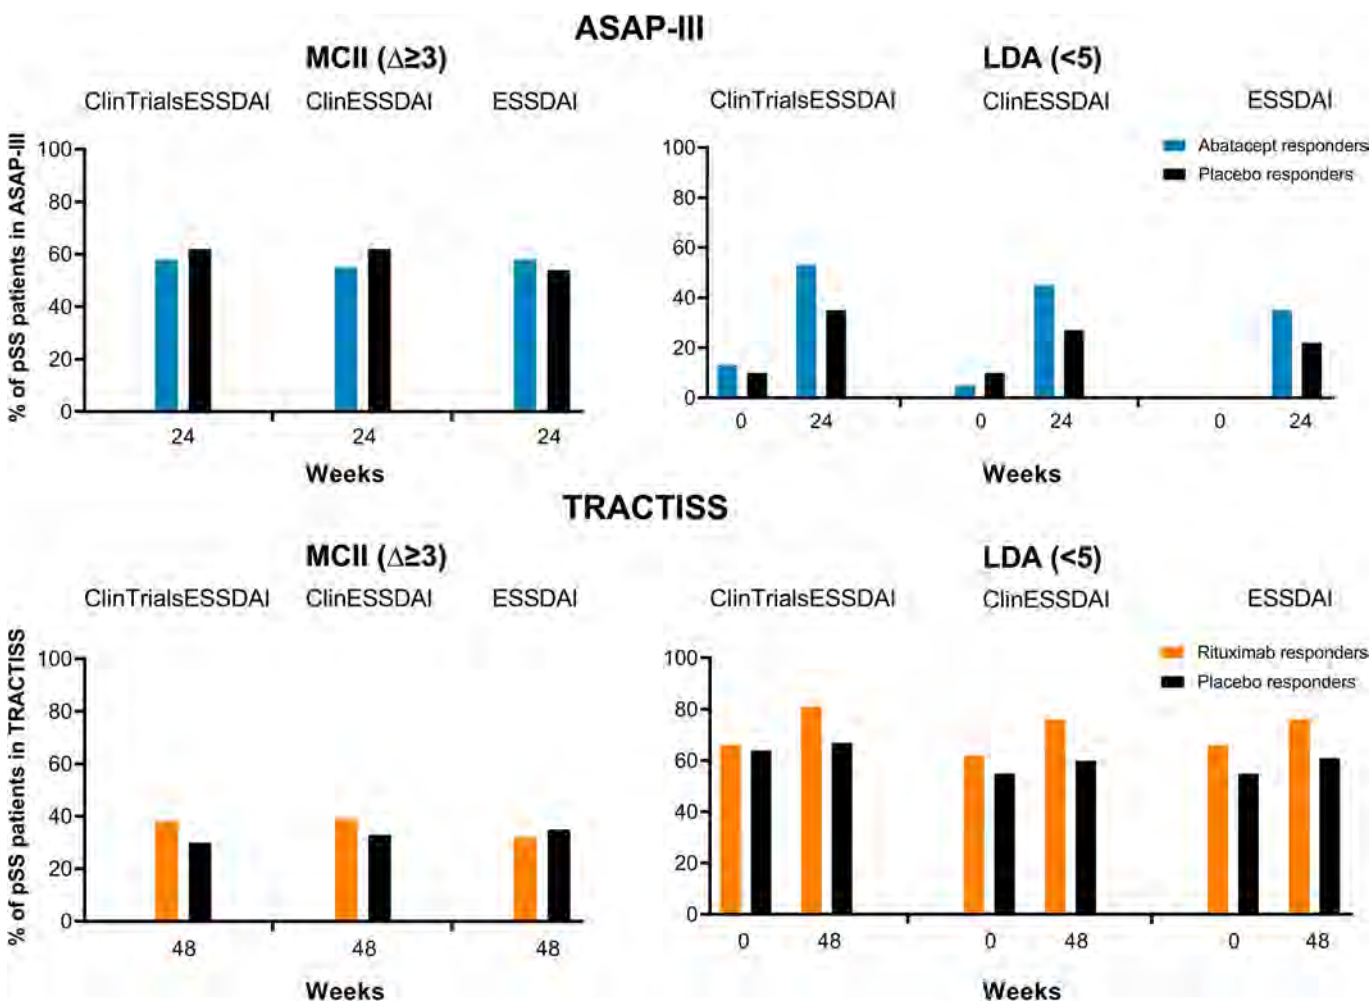 ASAP-III
MCII (Δ≥3)
LDA (<5)
ClinTrialsESSDAI ClinESSDAI ESSDAI
ClinTrialsESSDAI ClinESSDAI ESSDAI
% of pSS patients in ASAP-III
100
80
60
40
20
0
24 24 24
Weeks
100
80
60
40
20
0
Abatacept responders
Placebo responders
0 24 0 24 0 24
Weeks
TRACTISS
MCII (Δ≥3)
LDA (<5)
ClinTrialsESSDAI ClinESSDAI ESSDAI
ClinTrialsESSDAI ClinESSDAI ESSDAI
% of pSS patients in TRACTISS
100
80
60
40
20
0
48 48 48
Weeks
100
80
60
40
20
0
Rituximab responders
Placebo responders
0 48 0 48 0 48
Weeks